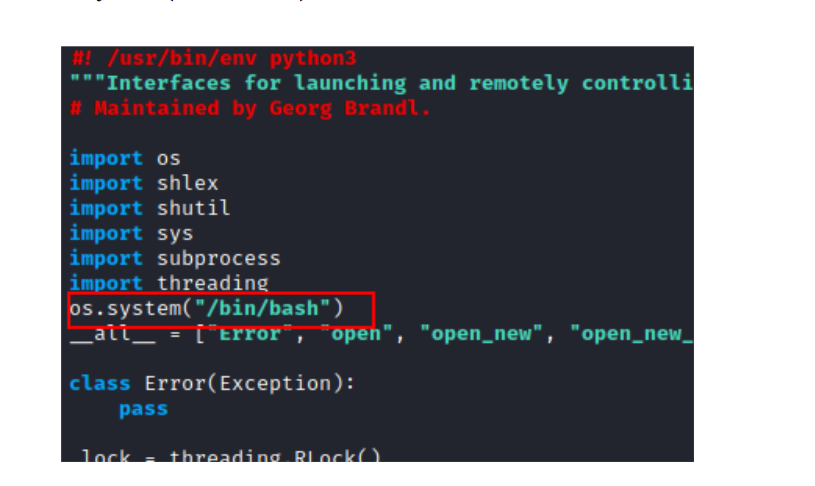 #! /usr/bin/env python3
"""Interfaces for launching and remotely controlli
# Maintained by Georg Brandl.
import os
import shlex
import shutil
import sys
import subprocess
import threading
os.system("/bin/bash")
__all__ = ["Error", "open", "open_new", "open_new_
class Error(Exception):
    pass
_lock = threading.RLock()